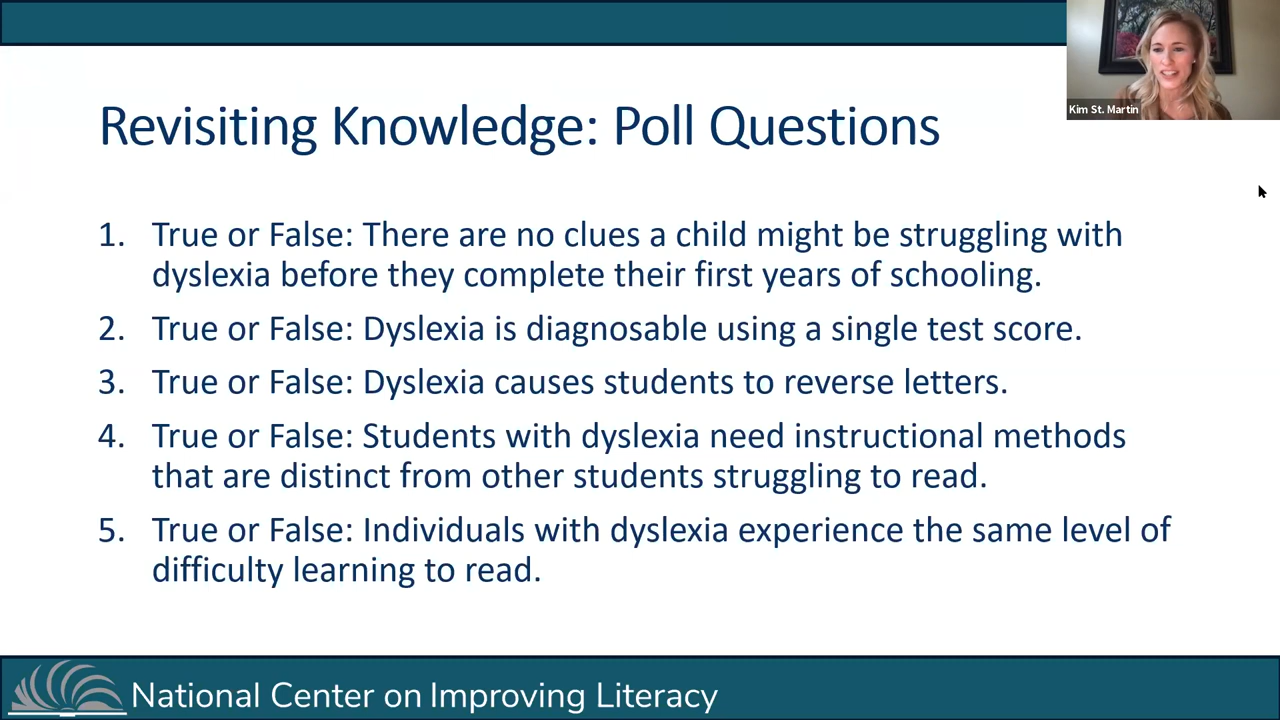 Kim St. Martin
Revisiting Knowledge: Poll Questions
1. True or False: There are no clues a child might be struggling with
dyslexia before they complete their first years of schooling.
2. True or False: Dyslexia is diagnosable using a single test score.
3. True or False: Dyslexia causes students to reverse letters.
4. True or False: Students with dyslexia need instructional methods
that are distinct from other students struggling to read.
5. True or False: Individuals with dyslexia experience the same level of
difficulty learning to read.
National Center on Improving Literacy